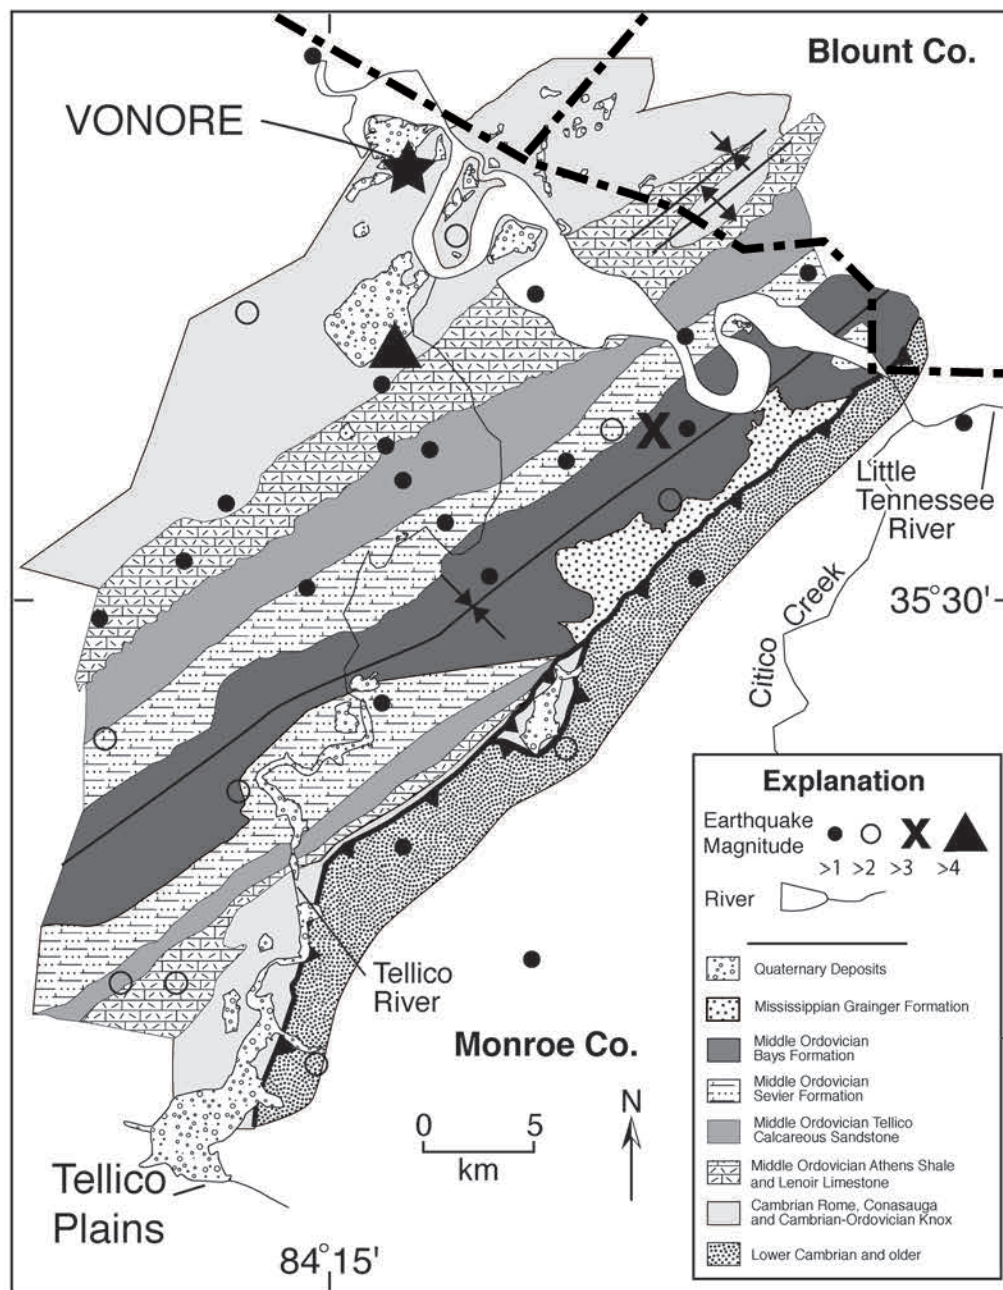 Blount Co.
VONORE
Little
Tennessee
River
35°30'
Citico Creek
Tellico
River
Monroe Co.
0 5
km
N
Tellico
Plains
84°15'
Explanation
Earthquake
Magnitude
>1 >2 >3 >4
River
Quaternary Deposits
Mississippian Grainger Formation
Middle Ordovician
Bays Formation
Middle Ordovician
Sevier Formation
Middle Ordovician Tellico
Calcareous Sandstone
Middle Ordovician Athens Shale
and Lenoir Limestone
Cambrian Rome, Conasauga
and Cambrian-Ordovician Knox
Lower Cambrian and older